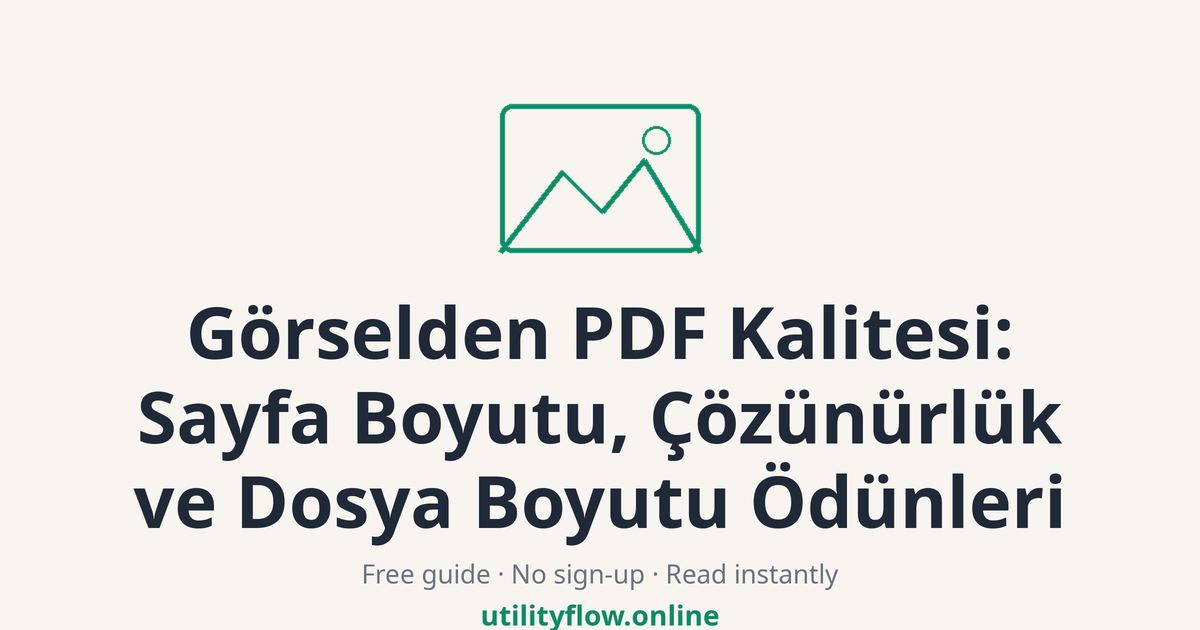 Görselden PDF Kalitesi:
Sayfa Boyutu, Çözünürlük
ve Dosya Boyutu Ödünleri
Free guide · No sign-up · Read instantly
utilityflow.online